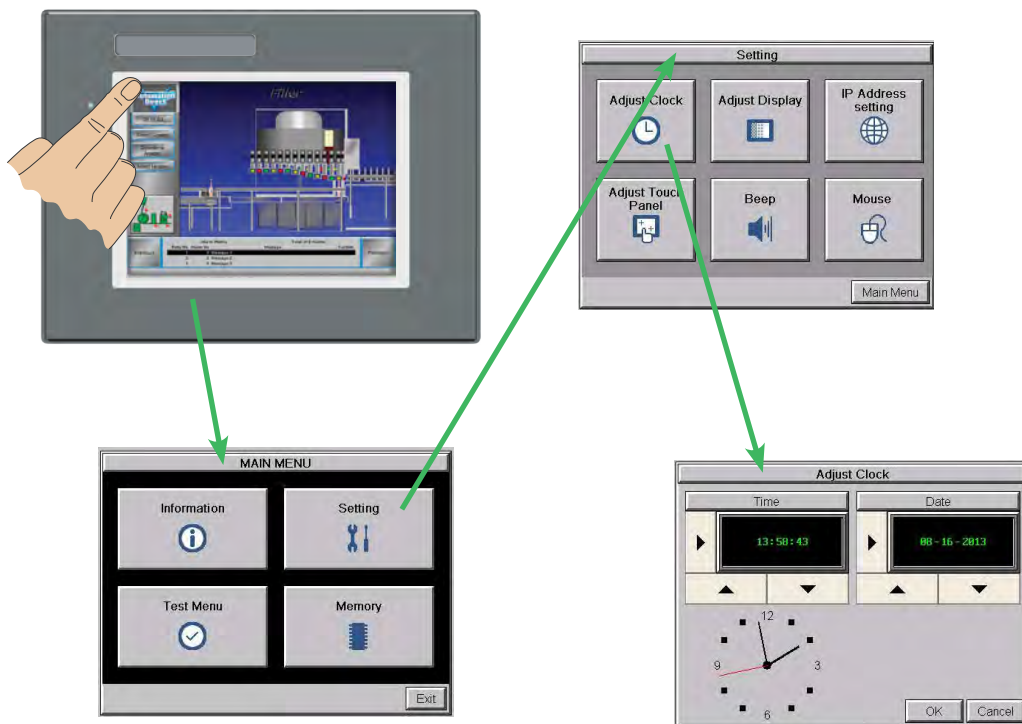 Setting
Adjust Clock
Adjust Display
IP Address
setting
Adjust Touch
Panel
Beep
Mouse
Main Menu
MAIN MENU
Information
Setting
Test Menu
Memory
Exit
Adjust Clock
Time
Date
13:58:43
08-16-2013
12
9
3
6
OK
Cancel